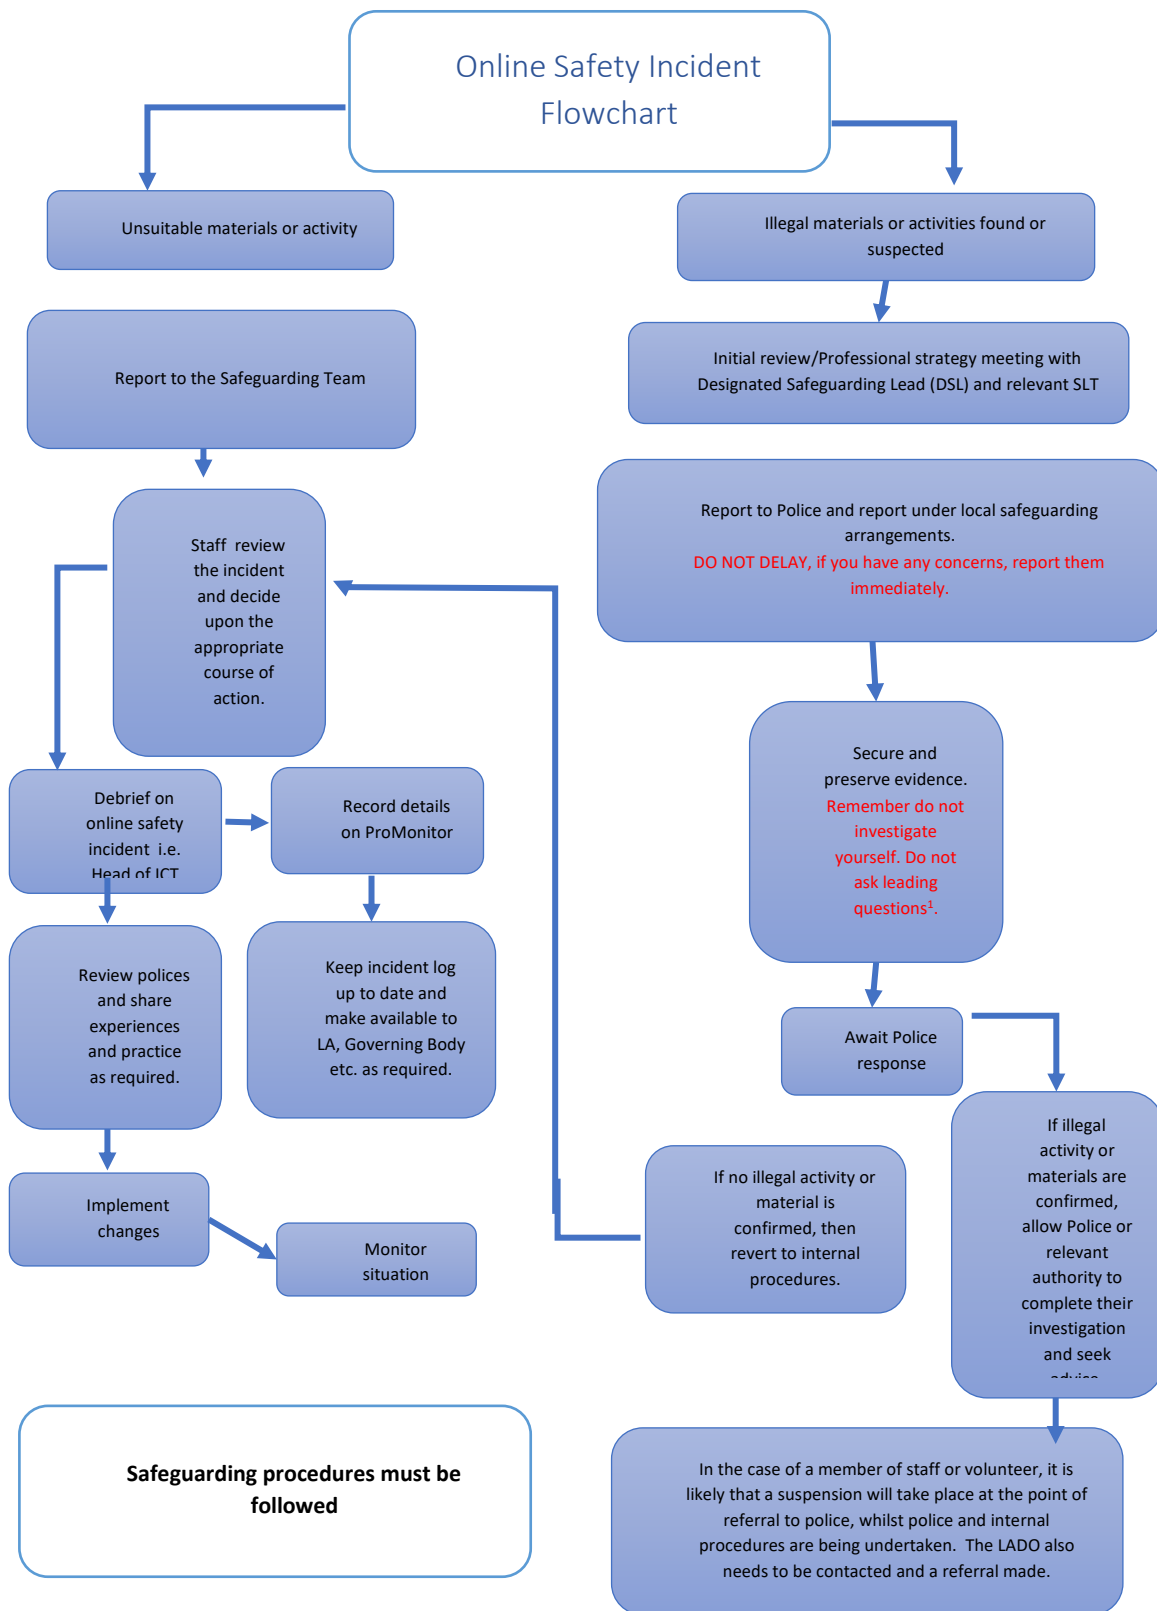 Online Safety Incident
Flowchart
Unsuitable materials or activity
Illegal materials or activities found or
suspected
Report to the Safeguarding Team
Initial review/Professional strategy meeting with
Designated Safeguarding Lead (DSL) and relevant SLT
Report to Police and report under local safeguarding
arrangements.
DO NOT DELAY, if you have any concerns, report them
immediately.
Staff review
the incident
and decide
upon the
appropriate
course of
action.
Secure and
preserve evidence.
Remember do not
investigate
yourself. Do not
ask leading
questions¹.
Debrief on
online safety
incident i.e.
Head of ICT
Record details
on ProMonitor
Review polices
and share
experiences
and practice
as required.
Keep incident log
up to date and
make available to
LA, Governing Body
etc. as required.
Await Police
response
Implement
changes
Monitor
situation
If no illegal activity or
material is
confirmed, then
revert to internal
procedures.
If illegal
activity or
materials are
confirmed,
allow Police or
relevant
authority to
complete their
investigation
and seek
advice
Safeguarding procedures must be
followed
In the case of a member of staff or volunteer, it is
likely that a suspension will take place at the point of
referral to police, whilst police and internal
procedures are being undertaken. The LADO also
needs to be contacted and a referral made.